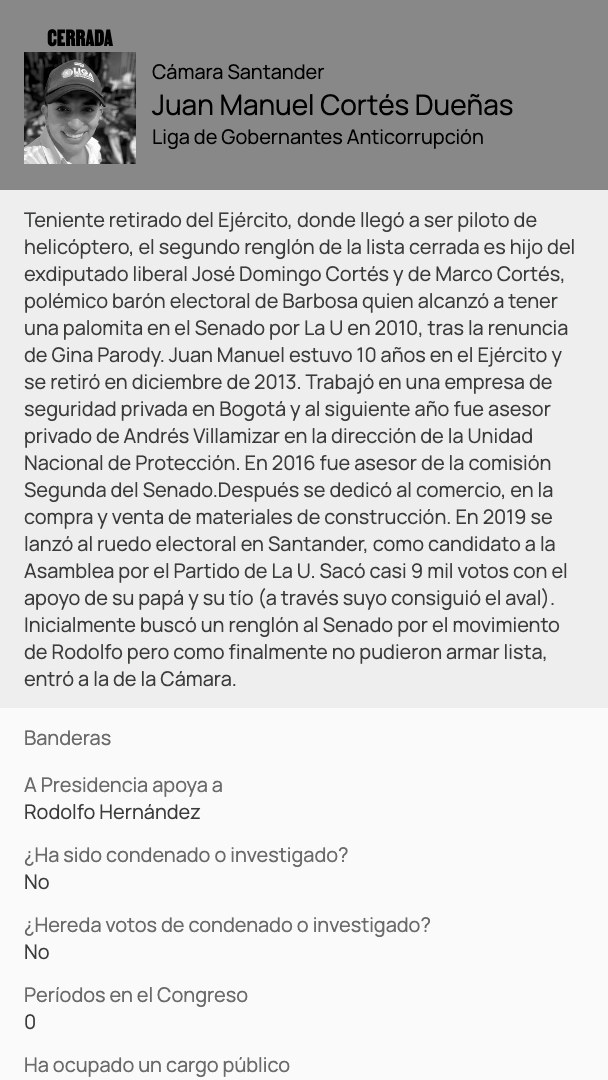 CERRADA
LIGA
Cámara Santander
Juan Manuel Cortés Dueñas
Liga de Gobernantes Anticorrupción
Teniente retirado del Ejército, donde llegó a ser piloto de
helicóptero, el segundo renglón de la lista cerrada es hijo del
exdiputado liberal José Domingo Cortés y de Marco Cortés,
polémico barón electoral de Barbosa quien alcanzó a tener
una palomita en el Senado por La U en 2010, tras la renuncia
de Gina Parody. Juan Manuel estuvo 10 años en el Ejército y
se retiró en diciembre de 2013. Trabajó en una empresa de
seguridad privada en Bogotá y al siguiente año fue asesor
privado de Andrés Villamizar en la dirección de la Unidad
Nacional de Protección. En 2016 fue asesor de la comisión
Segunda del Senado.Después se dedicó al comercio, en la
compra y venta de materiales de construcción. En 2019 se
lanzó al ruedo electoral en Santander, como candidato a la
Asamblea por el Partido de La U. Sacó casi 9 mil votos con el
apoyo de su papá y su tío (a través suyo consiguió el aval).
Inicialmente buscó un renglón al Senado por el movimiento
de Rodolfo pero como finalmente no pudieron armar lista,
entró a la de la Cámara.
Banderas
A Presidencia apoya a
Rodolfo Hernández
¿Ha sido condenado o investigado?
No
¿Hereda votos de condenado o investigado?
No
Períodos en el Congreso
0
Ha ocupado un cargo público